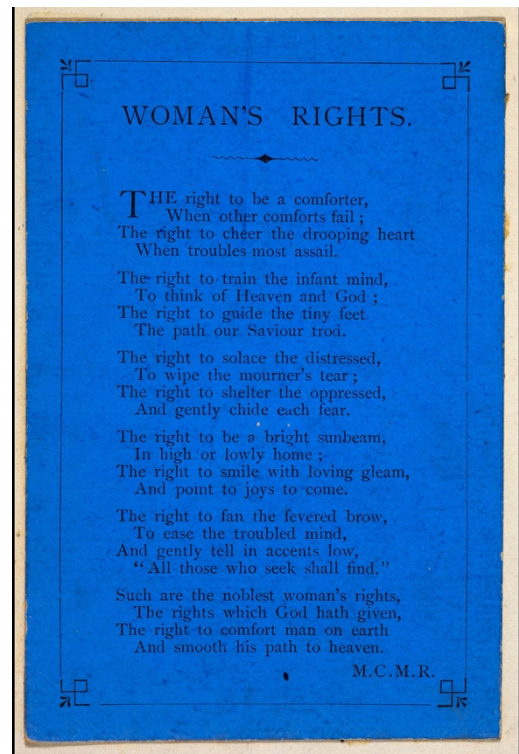 WOMAN'S RIGHTS.
THE right to be a comforter,
When other comforts fail ;
The right to cheer the drooping heart
When troubles most assail.
The right to train the infant mind,
To think of Heaven and God ;
The right to guide the tiny feet
The path our Saviour trod.
The right to solace the distressed,
To wipe the mourner's tear ;
The right to shelter the oppressed,
And gently chide each fear.
The right to be a bright sunbeam,
In high or lowly home ;
The right to smile with loving gleam,
And point to joys to come.
The right to fan the fevered brow,
To ease the troubled mind,
And gently tell in accents low,
"All those who seek shall find."
Such are the noblest woman's rights,
The rights which God hath given,
The right to comfort man on earth
And smooth his path to heaven.
M.C.M.R.